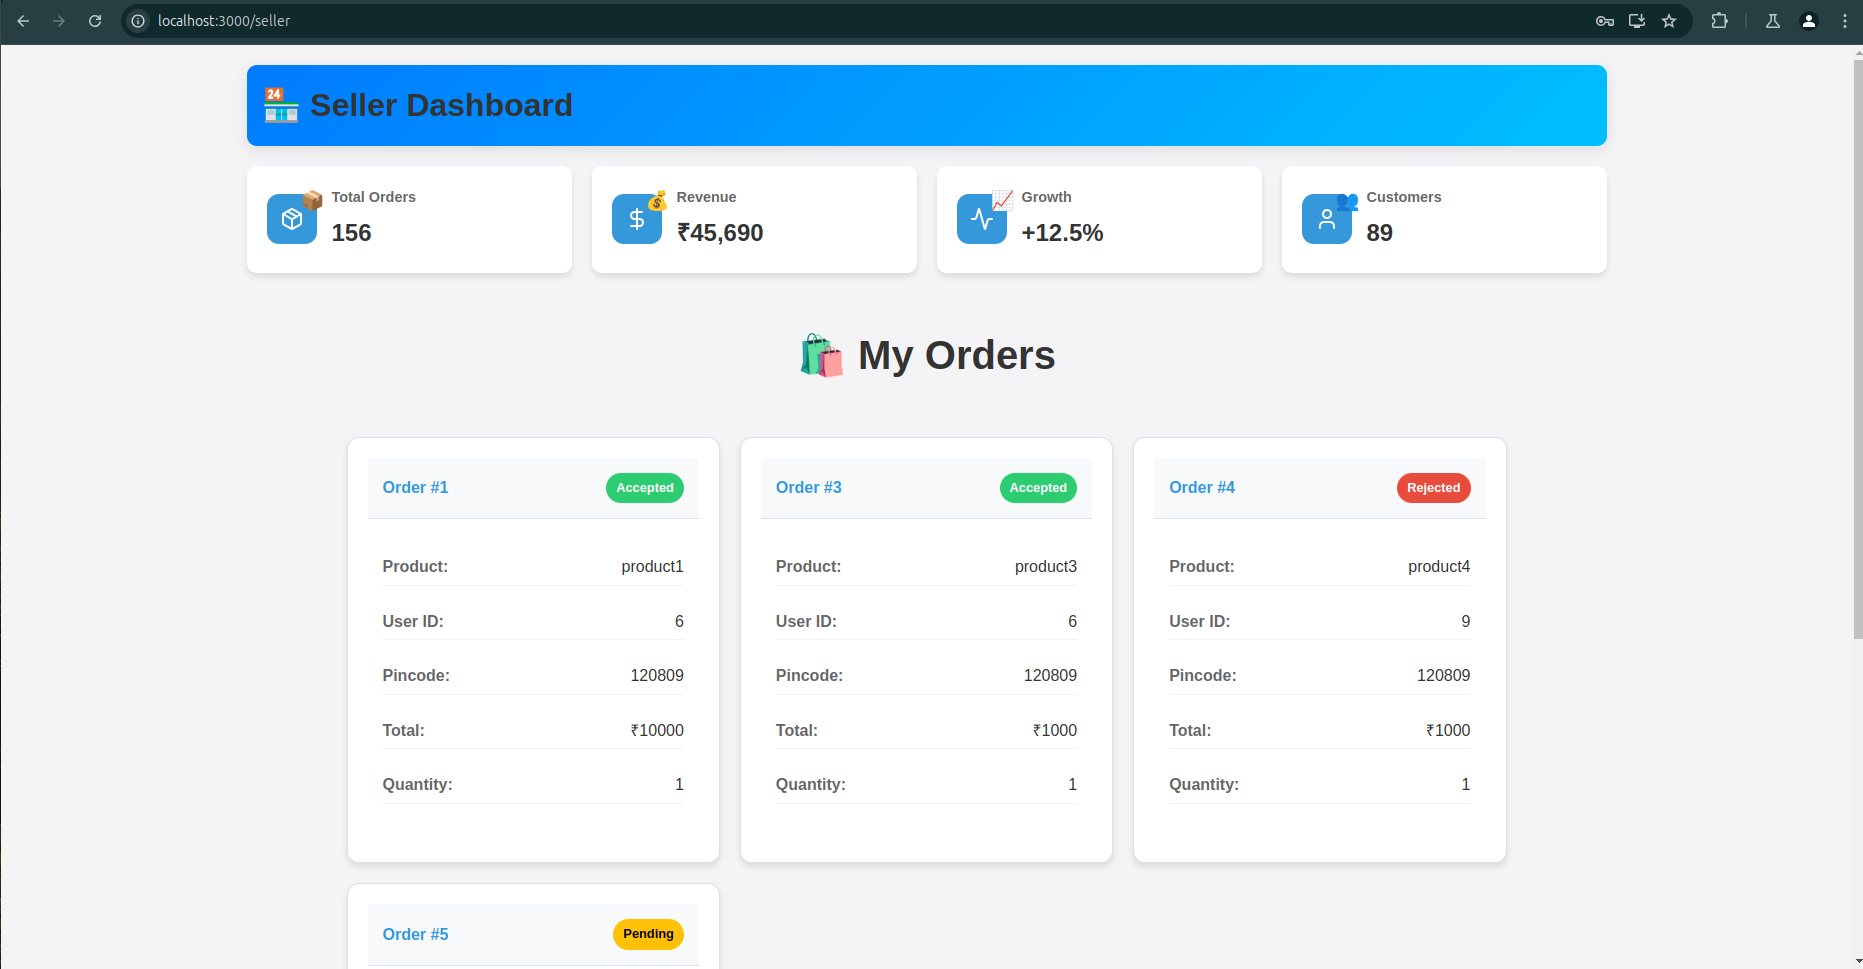 localhost:3000/seller
24
Seller Dashboard
Total Orders
156
Revenue
₹45,690
Growth
+12.5%
Customers
89
My Orders
Order #1
Accepted
Product: product1
User ID: 6
Pincode: 120809
Total: ₹10000
Quantity: 1
Order #3
Accepted
Product: product3
User ID: 6
Pincode: 120809
Total: ₹1000
Quantity: 1
Order #4
Rejected
Product: product4
User ID: 9
Pincode: 120809
Total: ₹1000
Quantity: 1
Order #5
Pending